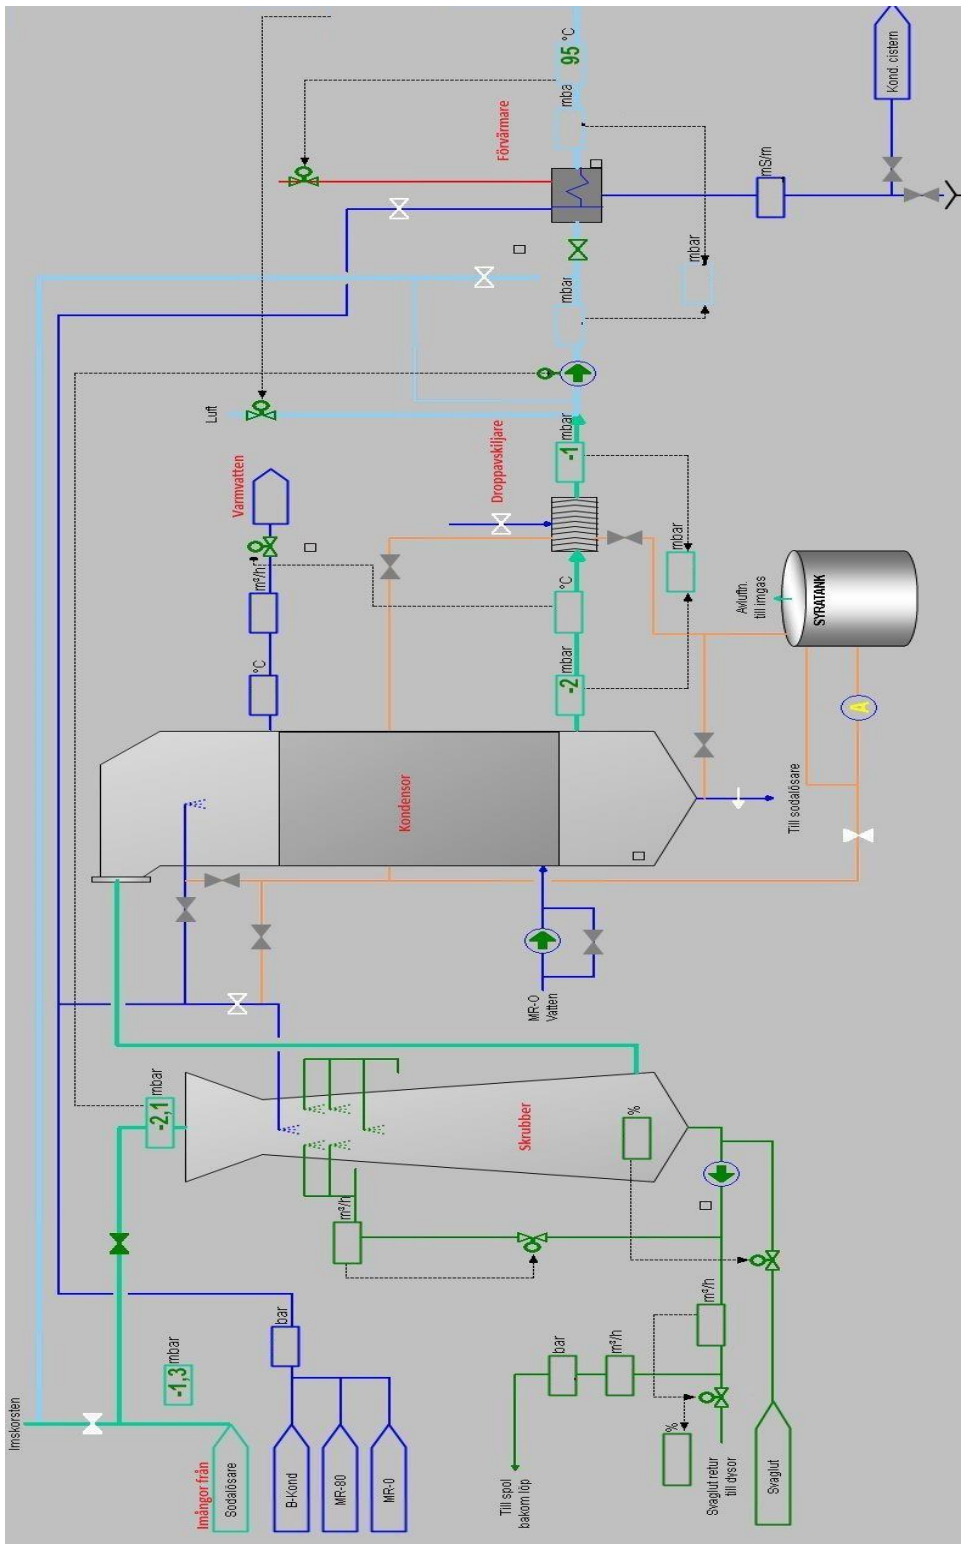 Imskorsten
-2,1 mbar
-1,3 mbar
Imångor från
Sodalösare
Luft
Varmvatten
°C
m³/h
bar
B-Kond
MR-80
MR-0
m³/h
Kondensor
Droppavskiljare
Förvärmare
Till spol
bakom löp
Skrubber
MR-O
Vatten
bar
-2 mbar
°C
-1 mbar
mbar
mba
95 °C
m³/h
%
%
mbar
mbar
m³/h
Svaglut retur
till dysor
Avluftn.
till imgas
mS/m
Svaglut
Till sodalösare
SYRATANK
A
Kond. cistern